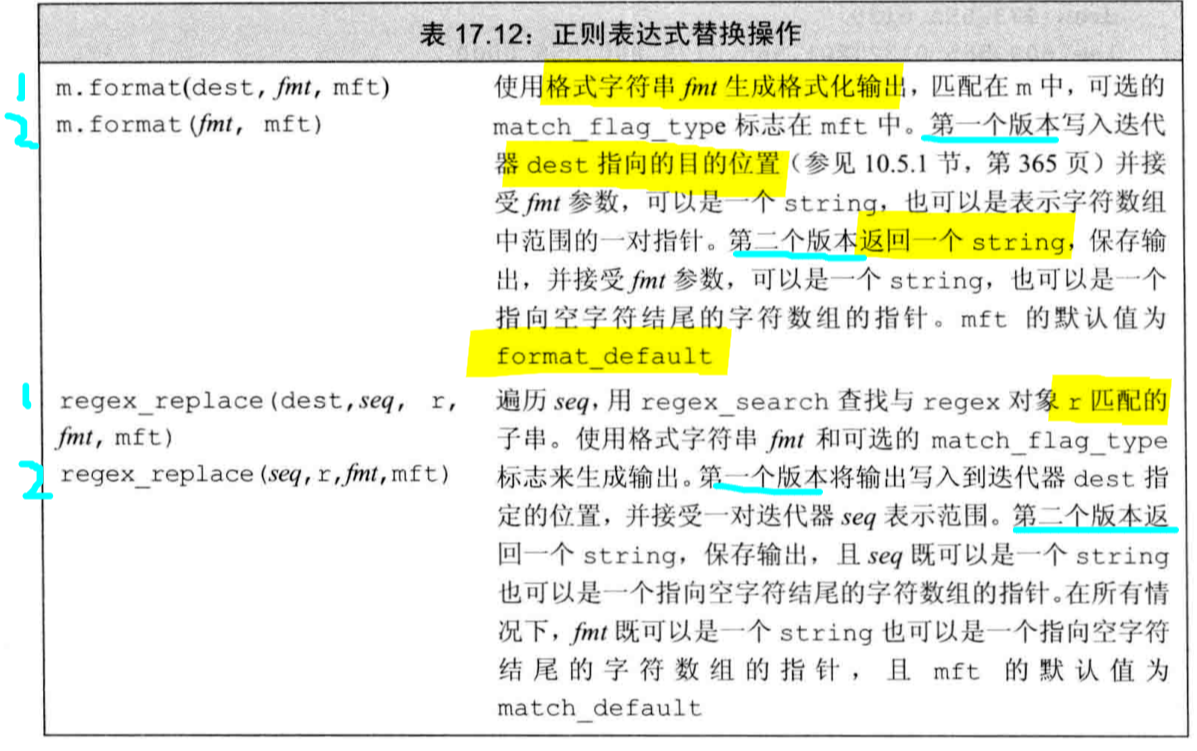 表 17.12：正则表达式替换操作
1 m.format(dest, fmt, mft)
2 m.format(fmt, mft)
使用格式字符串 fmt 生成格式化输出，匹配在 m 中，可选的
match_flag_type 标志在 mft 中。第一个版本写入迭代
器 dest 指向的目的位置（参见 10.5.1 节，第 365 页）并接
受 fmt 参数，可以是一个 string，也可以是表示字符数组
中范围的一对指针。第二个版本返回一个 string，保存输
出，并接受 fmt 参数，可以是一个 string，也可以是一个
指向空字符结尾的字符数组的指针。mft 的默认值为
format_default
1 regex_replace(dest,seq, r,
fmt, mft)
2 regex_replace(seq,r,fmt,mft)
遍历 seq，用 regex_search 查找与 regex 对象 r 匹配的
子串。使用格式字符串 fmt 和可选的 match_flag_type
标志来生成输出。第一个版本将输出写入到迭代器 dest 指
定的位置，并接受一对迭代器 seq 表示范围。第二个版本返
回一个 string，保存输出，且 seq 既可以是一个 string
也可以是一个指向空字符结尾的字符数组的指针。在所有情
况下，fmt 既可以是一个 string 也可以是一个指向空字符
结尾的字符数组的指针，且 mft 的默认值为
match_default